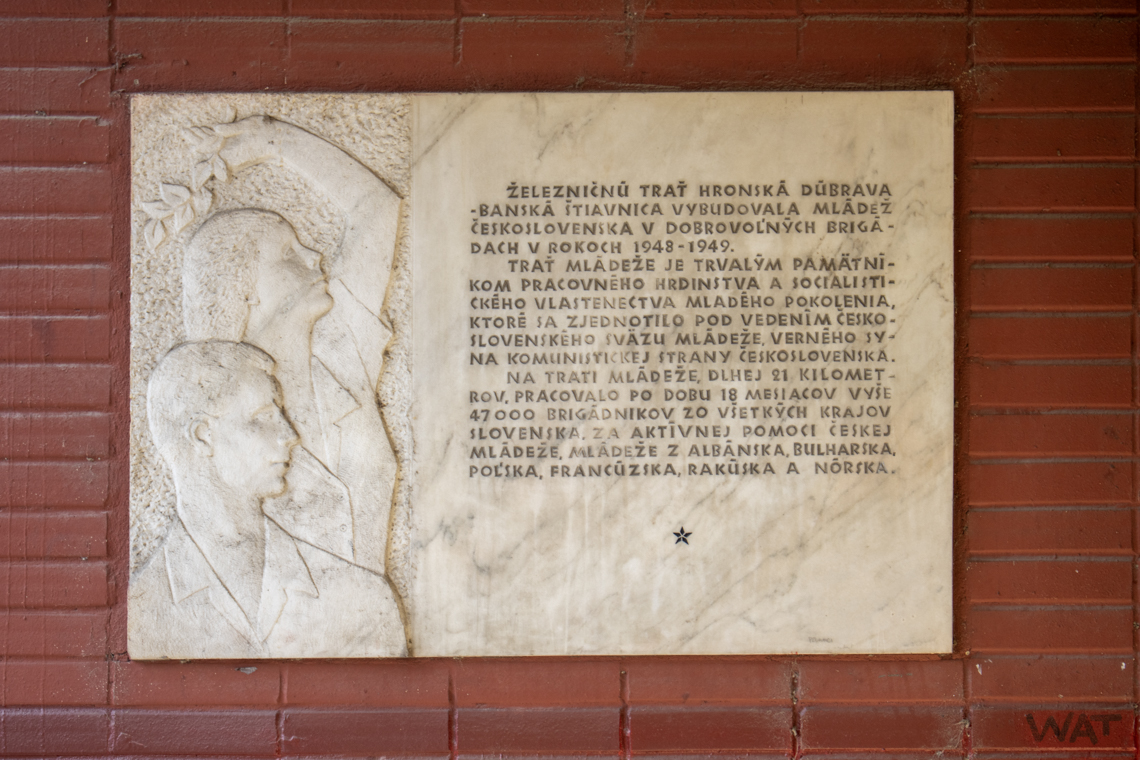 ŽELEZNIČNÚ TRAŤ HRONSKÁ DÚBRAVA
-BANSKÁ ŠTIAVNICA VYBUDOVALA MLÁDEŽ
ČESKOSLOVENSKA V DOBROVOĽNÝCH BRIGÁ-
DACH V ROKOCH 1948-1949.
TRAŤ MLÁDEŽE JE TRVALÝM PAMÄTNÍ-
KOM PRACOVNÉHO HRDINSTVA A SOCIALISTI-
CKÉHO VLASTENECTVA MLADÉHO POKOLENIA,
KTORÉ SA ZJEDNOTILO POD VEDENÍM ČESKO-
SLOVENSKÉHO SVÄZU MLÁDEŽE, VERNÉHO SY-
NA KOMUNISTICKEJ STRANY ČESKOSLOVENSKA.
NA TRATI MLÁDEŽE, DLHEJ 21 KILOMET-
ROV, PRACOVALO PO DOBU 18 MESIACOV VYŠE
47000 BRIGÁDNIKOV ZO VŠETKÝCH KRAJOV
SLOVENSKA, ZA AKTÍVNEJ POMOCI ČESKEJ
MLÁDEŽE, MLÁDEŽE Z ALBÁNSKA, BULHARSKA,
POĽSKA, FRANCÚZSKA, RAKÚSKA A NÓRSKA.
WAT